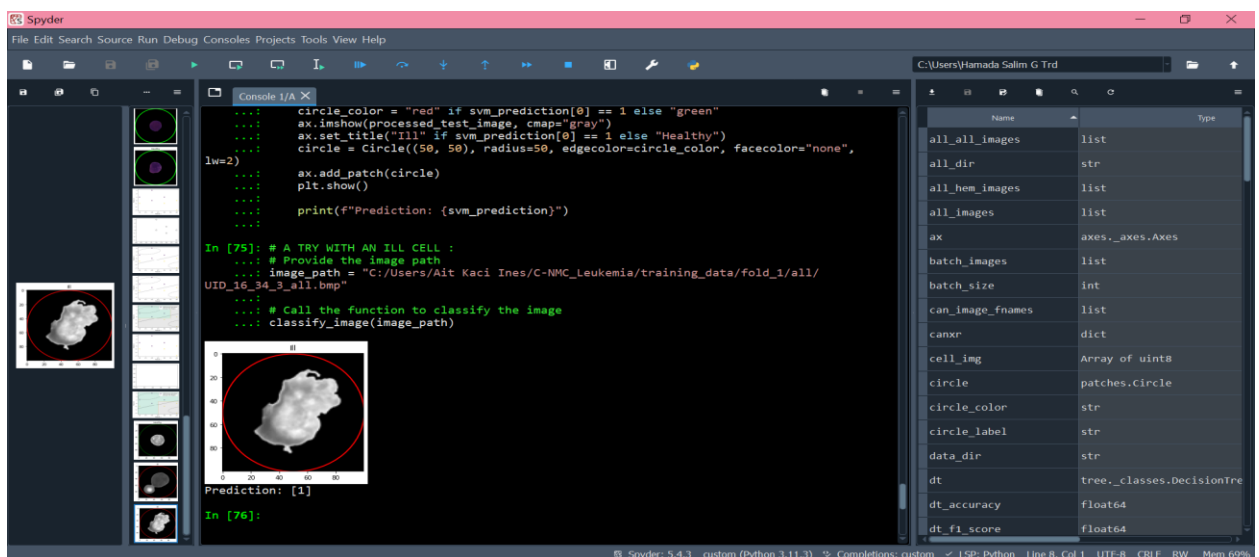 Spyder
File Edit Search Source Run Debug Consoles Projects Tools View Help
C:\Users\Hamada Salim G Trd
Console 1/A
...: circle_color = "red" if svm_prediction[0] == 1 else "green"
...: ax.imshow(processed_test_image, cmap="gray")
...: ax.set_title("Ill" if svm_prediction[0] == 1 else "Healthy")
...: circle = Circle((50, 50), radius=50, edgecolor=circle_color, facecolor="none",
lw=2)
...: ax.add_patch(circle)
...: plt.show()
...:
...: print(f"Prediction: {svm_prediction}")
...:
In [75]: # A TRY WITH AN ILL CELL :
...: # Provide the image path
...: image_path = "C:/Users/Ait Kaci Ines/C-NMC_Leukemia/training_data/fold_1/all/
UID_16_34_3_all.bmp"
...:
...: # Call the function to classify the image
...: classify_image(image_path)
Ill
0
20
40
60
80
0 20 40 60 80
Prediction: [1]
In [76]:
Name Type
all_all_images list
all_dir str
all_hem_images list
all_images list
ax axes._axes.Axes
batch_images list
batch_size int
can_image_fnames list
canxr dict
cell_img Array of uint8
circle patches.Circle
circle_color str
circle_label str
data_dir str
dt tree._classes.DecisionTre
dt_accuracy float64
dt_f1_score float64
Spyder: 5.4.3 custom (Python 3.11.3) Completions: custom LSP: Python Line 8, Col 1 UTF-8 CRLF RW Mem 69%